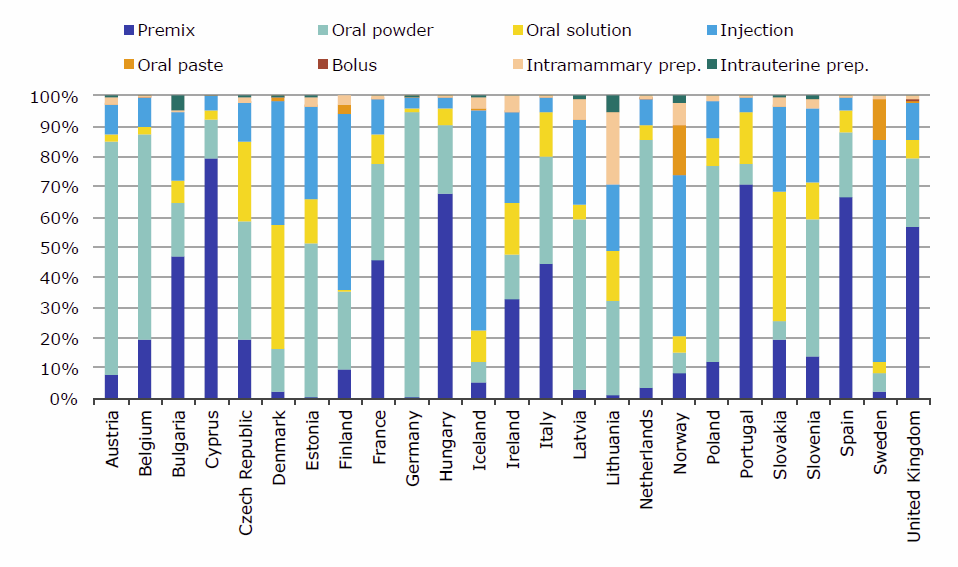 Premix Oral powder Oral solution Injection
Oral paste Bolus Intramammary prep. Intrauterine prep.
100%
90%
80%
70%
60%
50%
40%
30%
20%
10%
0%
Austria
Belgium
Bulgaria
Cyprus
Czech Republic
Denmark
Estonia
Finland
France
Germany
Hungary
Iceland
Ireland
Italy
Latvia
Lithuania
Netherlands
Norway
Poland
Portugal
Slovakia
Slovenia
Spain
Sweden
United Kingdom